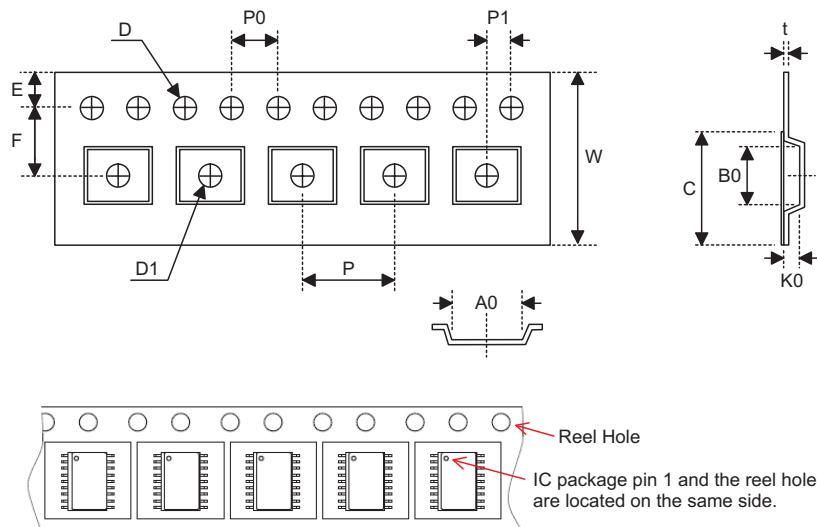 D
P0
P1
t
E
F
W
C
B0
D1
P
K0
A0
Reel Hole
IC package pin 1 and the reel hole
are located on the same side.